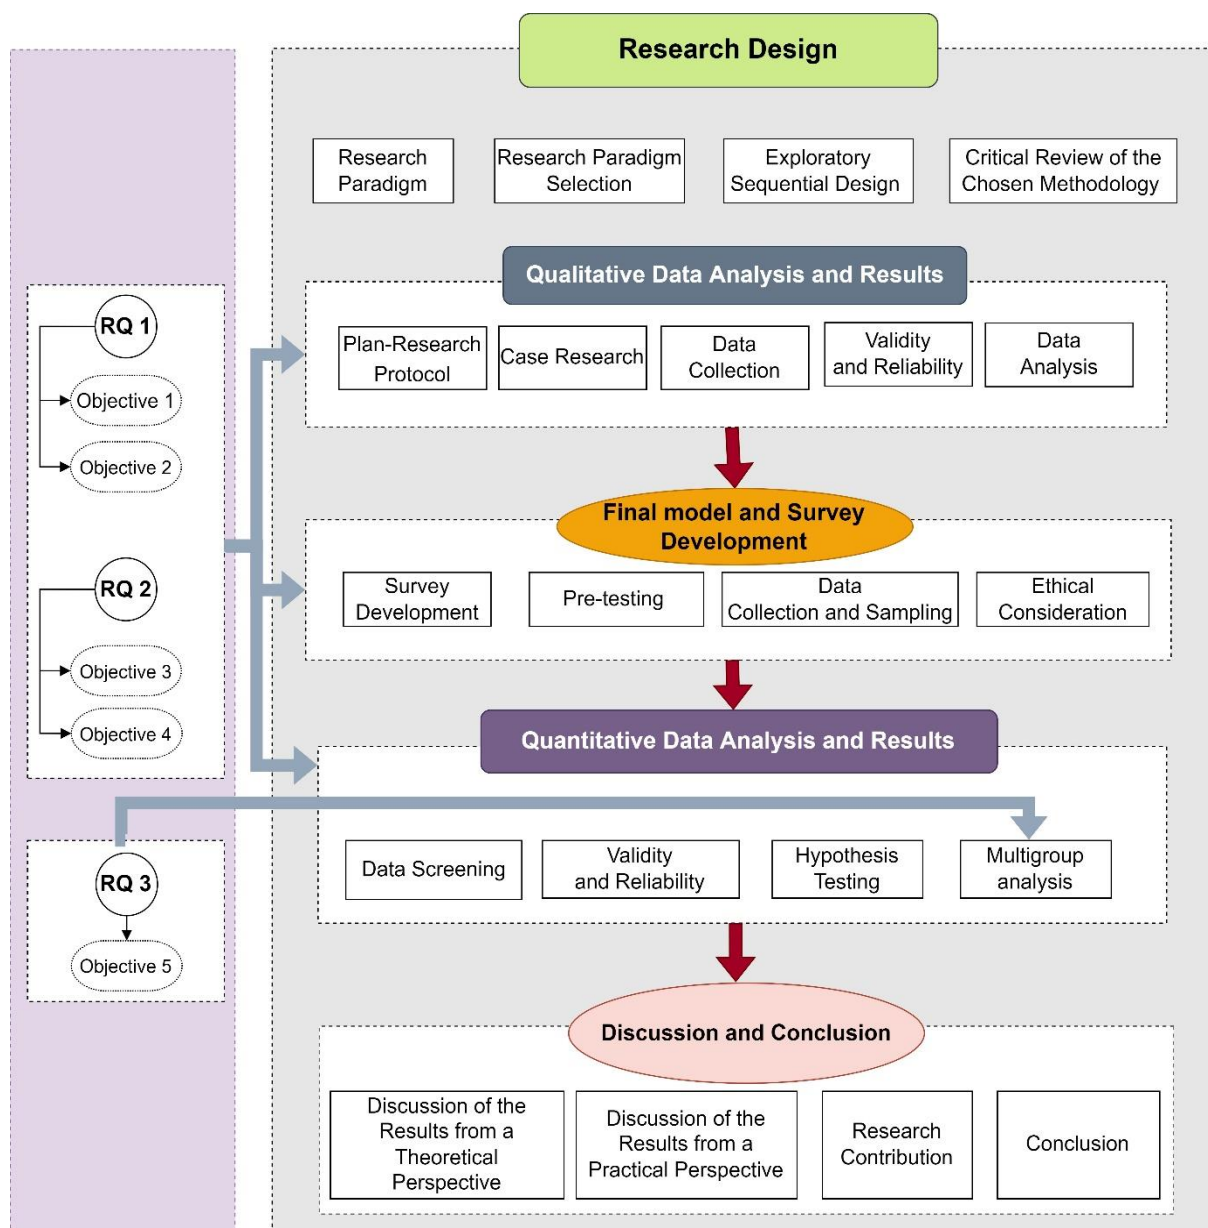 Research Design
Research
Paradigm
Research Paradigm
Selection
Exploratory
Sequential Design
Critical Review of the
Chosen Methodology
Qualitative Data Analysis and Results
RQ 1
Objective 1
Objective 2
Plan-Research
Protocol
Case Research
Data
Collection
Validity
and Reliability
Data
Analysis
Final model and Survey
Development
RQ 2
Objective 3
Objective 4
Survey
Development
Pre-testing
Data
Collection and Sampling
Ethical
Consideration
Quantitative Data Analysis and Results
RQ 3
Objective 5
Data Screening
Validity
and Reliability
Hypothesis
Testing
Multigroup
analysis
Discussion and Conclusion
Discussion of the
Results from a
Theoretical
Perspective
Discussion of the
Results from a
Practical Perspective
Research
Contribution
Conclusion